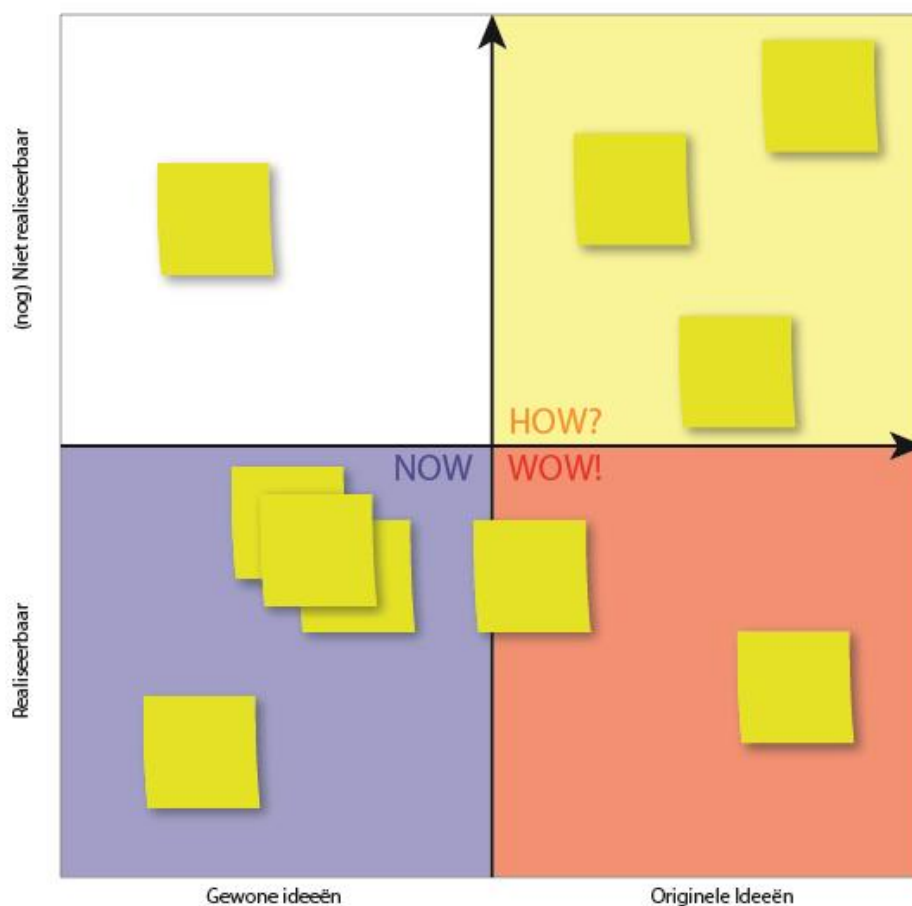 (nog) Niet realiseerbaar
HOW?
NOW
WOW!
Realiseerbaar
Gewone ideeën
Originele Ideeën